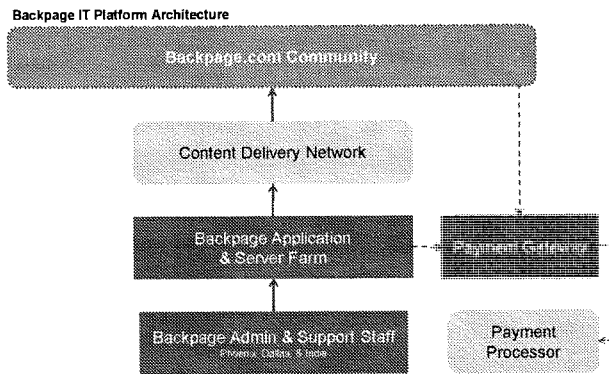 Backpage IT Platform Architecture
Backpage.com Community
Content Delivery Network
Backpage Application
& Server Farm
Payment Gateway
Backpage Admin & Support Staff
Phoenix, Dallas, & India
Payment
Processor